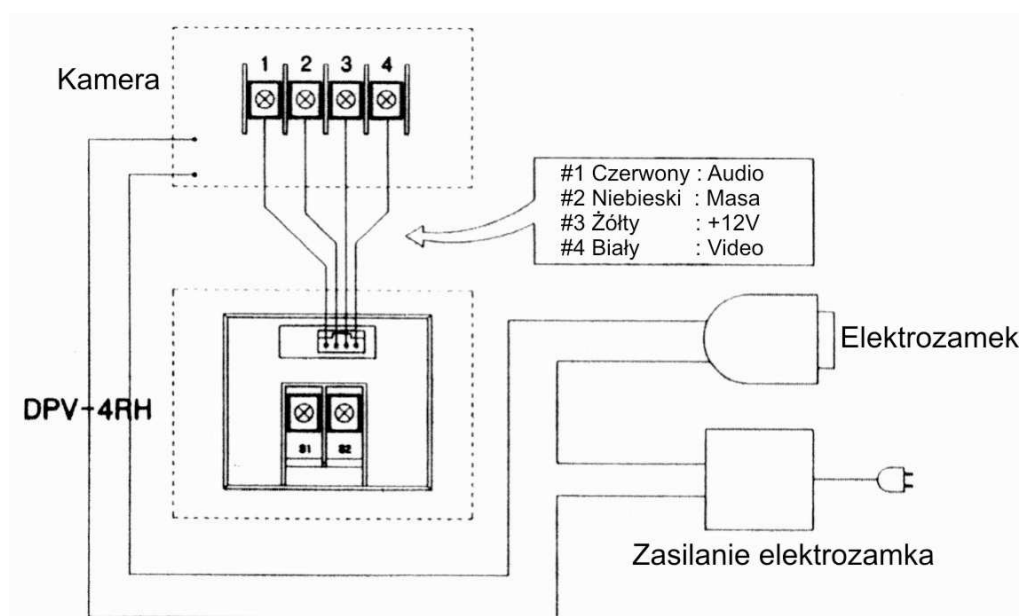 1 2 3 4
Kamera
#1 Czerwony : Audio
#2 Niebieski : Masa
#3 Żółty : +12V
#4 Biały : Video
Elektrozamek
DPV-4RH
S1 S2
Zasilanie elektrozamka